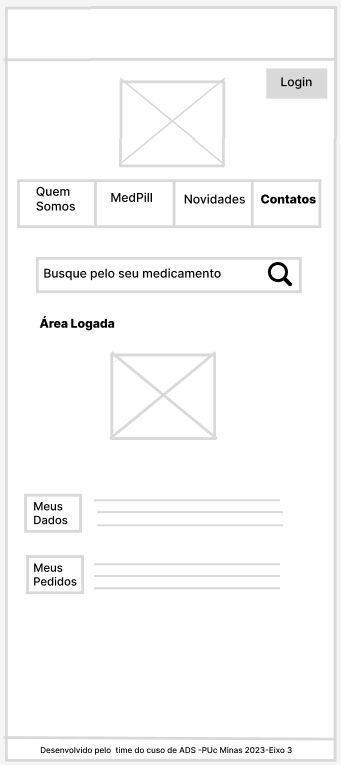 Login
Quem
Somos
MedPill
Novidades
Contatos
Busque pelo seu medicamento
Área Logada
Meus
Dados
Meus
Pedidos
Desenvolvido pelo  time do cuso de ADS -PUc Minas 2023-Eixo 3